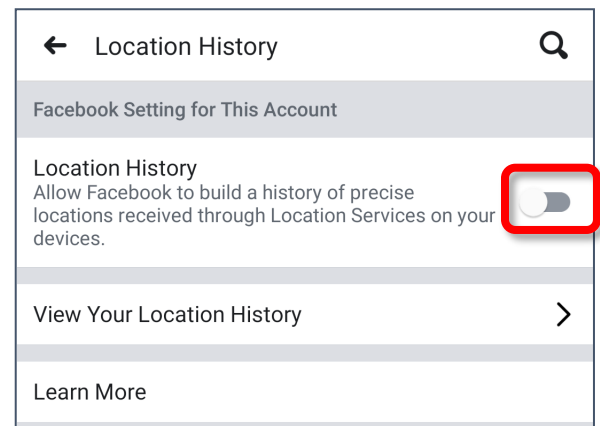 Location History
Facebook Setting for This Account
Location History
Allow Facebook to build a history of precise
locations received through Location Services on your
devices.
View Your Location History
Learn More